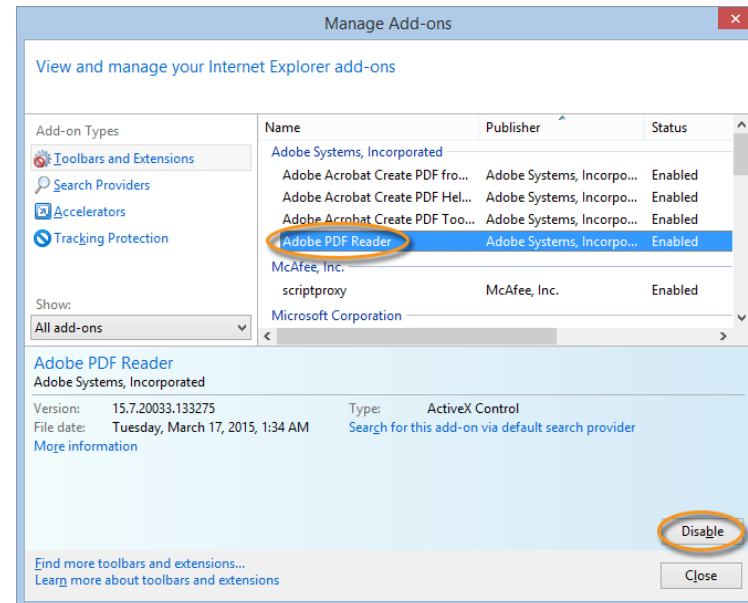 Manage Add-ons
View and manage your Internet Explorer add-ons
Add-on Types
Toolbars and Extensions
Search Providers
Accelerators
Tracking Protection
Show:
All add-ons
Name Publisher Status
Adobe Systems, Incorporated
Adobe Acrobat Create PDF fro... Adobe Systems, Incorpo... Enabled
Adobe Acrobat Create PDF Hel... Adobe Systems, Incorpo... Enabled
Adobe Acrobat Create PDF Too... Adobe Systems, Incorpo... Enabled
Adobe PDF Reader Adobe Systems, Incorpo... Enabled
McAfee, Inc.
scriptproxy McAfee, Inc. Enabled
Microsoft Corporation
Adobe PDF Reader
Adobe Systems, Incorporated
Version: 15.7.20033.133275 Type: ActiveX Control
File date: Tuesday, March 17, 2015, 1:34 AM Search for this add-on via default search provider
More information
Disable
Find more toolbars and extensions...
Learn more about toolbars and extensions
Close